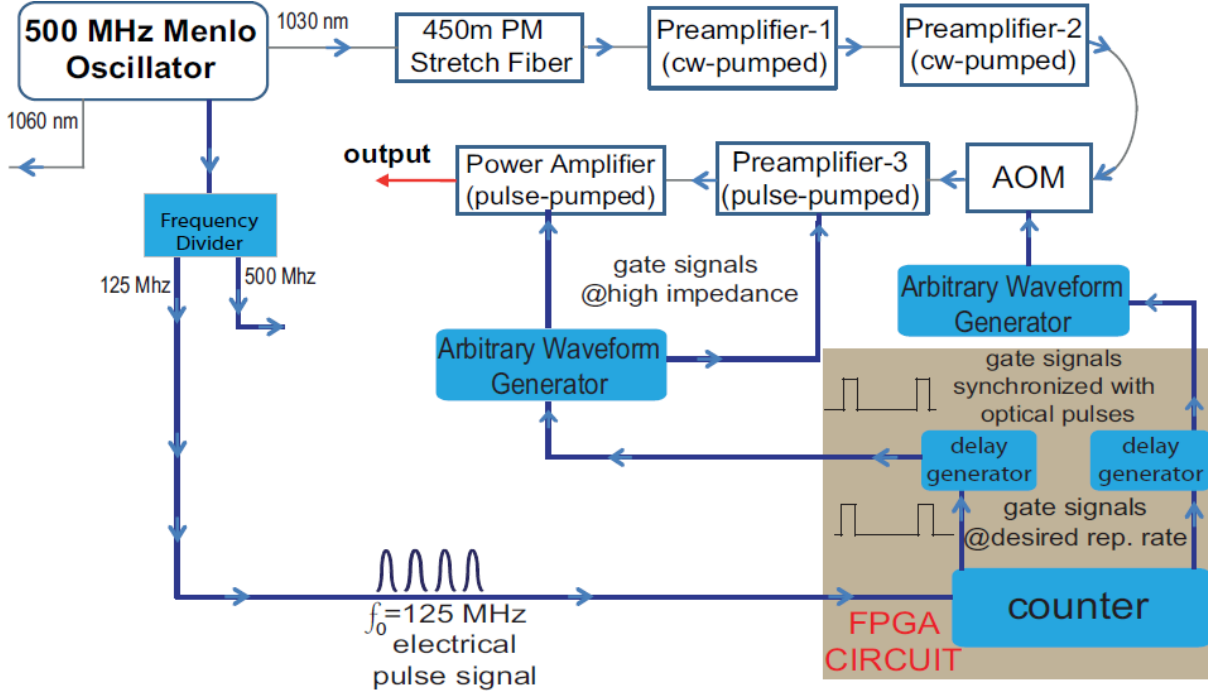 500 MHz Menlo
Oscillator
1030 nm
450m PM
Stretch Fiber
Preamplifier-1
(cw-pumped)
Preamplifier-2
(cw-pumped)
1060 nm
output
Power Amplifier
(pulse-pumped)
Preamplifier-3
(pulse-pumped)
AOM
Frequency
Divider
125 Mhz
500 Mhz
gate signals
@high impedance
Arbitrary Waveform
Generator
Arbitrary Waveform
Generator
gate signals
synchronized with
optical pulses
delay
generator
delay
generator
gate signals
@desired rep. rate
counter
FPGA
CIRCUIT
f0=125 MHz
electrical
pulse signal